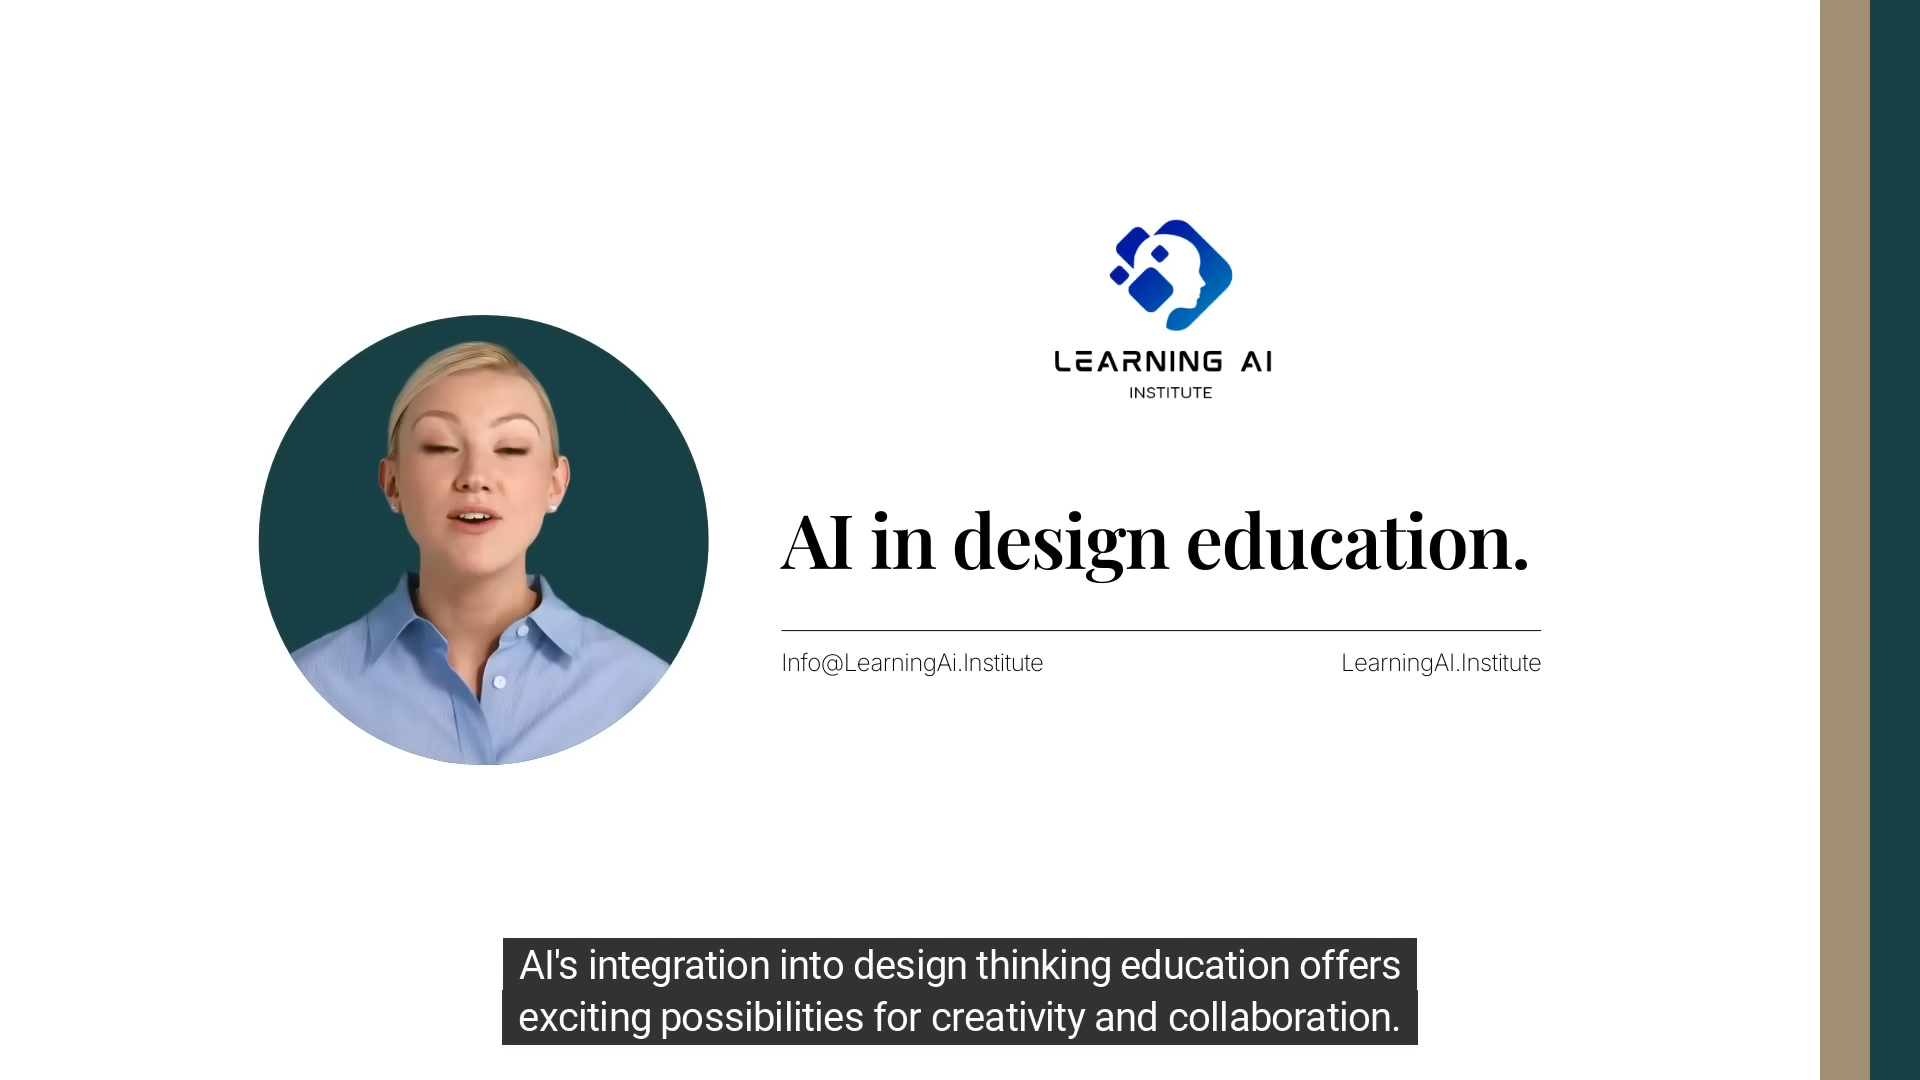 LEARNING AI
INSTITUTE
AI in design education.
Info@LearningAi.Institute
LearningAI.Institute
AI's integration into design thinking education offers
exciting possibilities for creativity and collaboration.